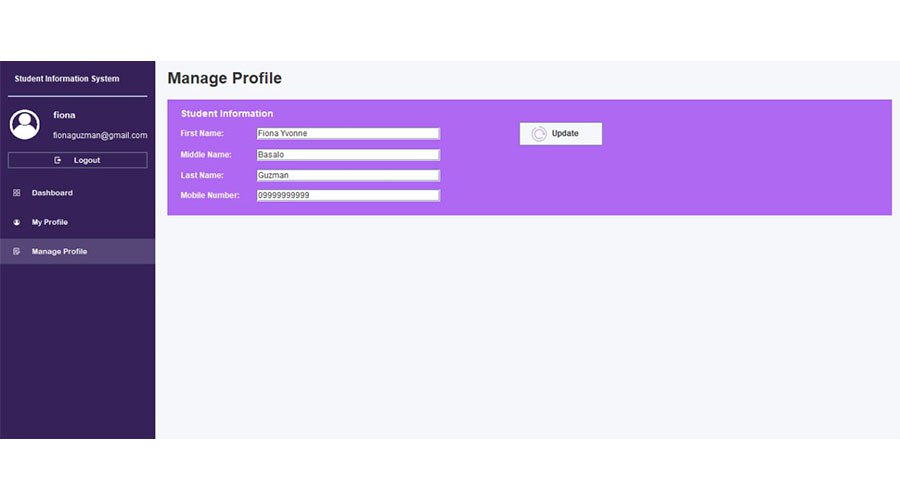 Student Information System
fiona
fionaguzman@gmail.com
Logout
Dashboard
My Profile
Manage Profile
Manage Profile
Student Information
First Name: Fiona Yvonne
Update
Middle Name: Basalo
Last Name: Guzman
Mobile Number: 09999999999